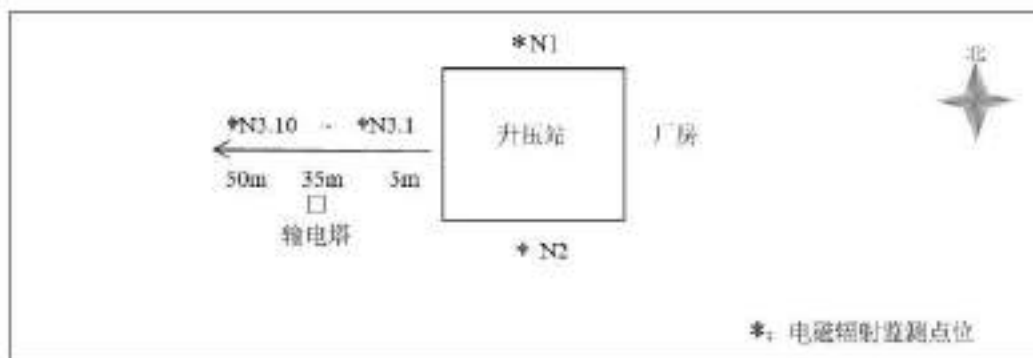 *N1
北
*N3.10 - *N3.1
升压站
厂房
50m 35m 5m
输电塔
* N2
*: 电磁辐射监测点位